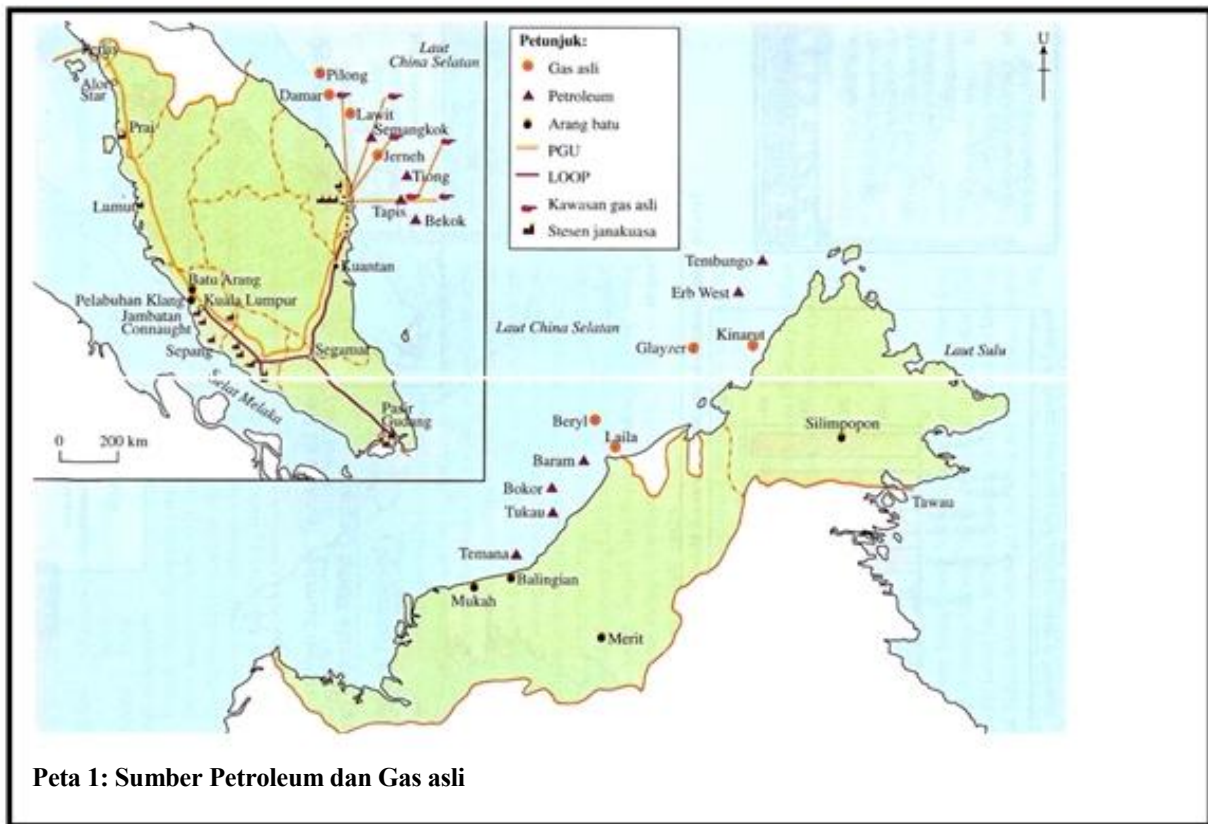 Perlis
Alor
Star
Prai
Lumut
Batu Arang
Pelabuhan Klang
Kuala Lumpur
Jambatan
Connaught
Sepang
Selat Melaka
0 200 km
Laut
China Selatan
Pilong
Damar
Lawit
Semangkok
Jerneh
Tiong
Tapis
Bekok
Kuantan
Segamat
Pasir
Gudang
Petunjuk:
Gas asli
Petroleum
Arang batu
PGU
LOOP
Kawasan gas asli
Stesen janakuasa
U
Tembungo
Erb West
Laut China Selatan
Glayzer
Kinarut
Laut Sulu
Beryl
Laila
Silimpopon
Baram
Bokor
Tukau
Tawau
Temana
Balingian
Mukah
Merit
Peta 1: Sumber Petroleum dan Gas asli